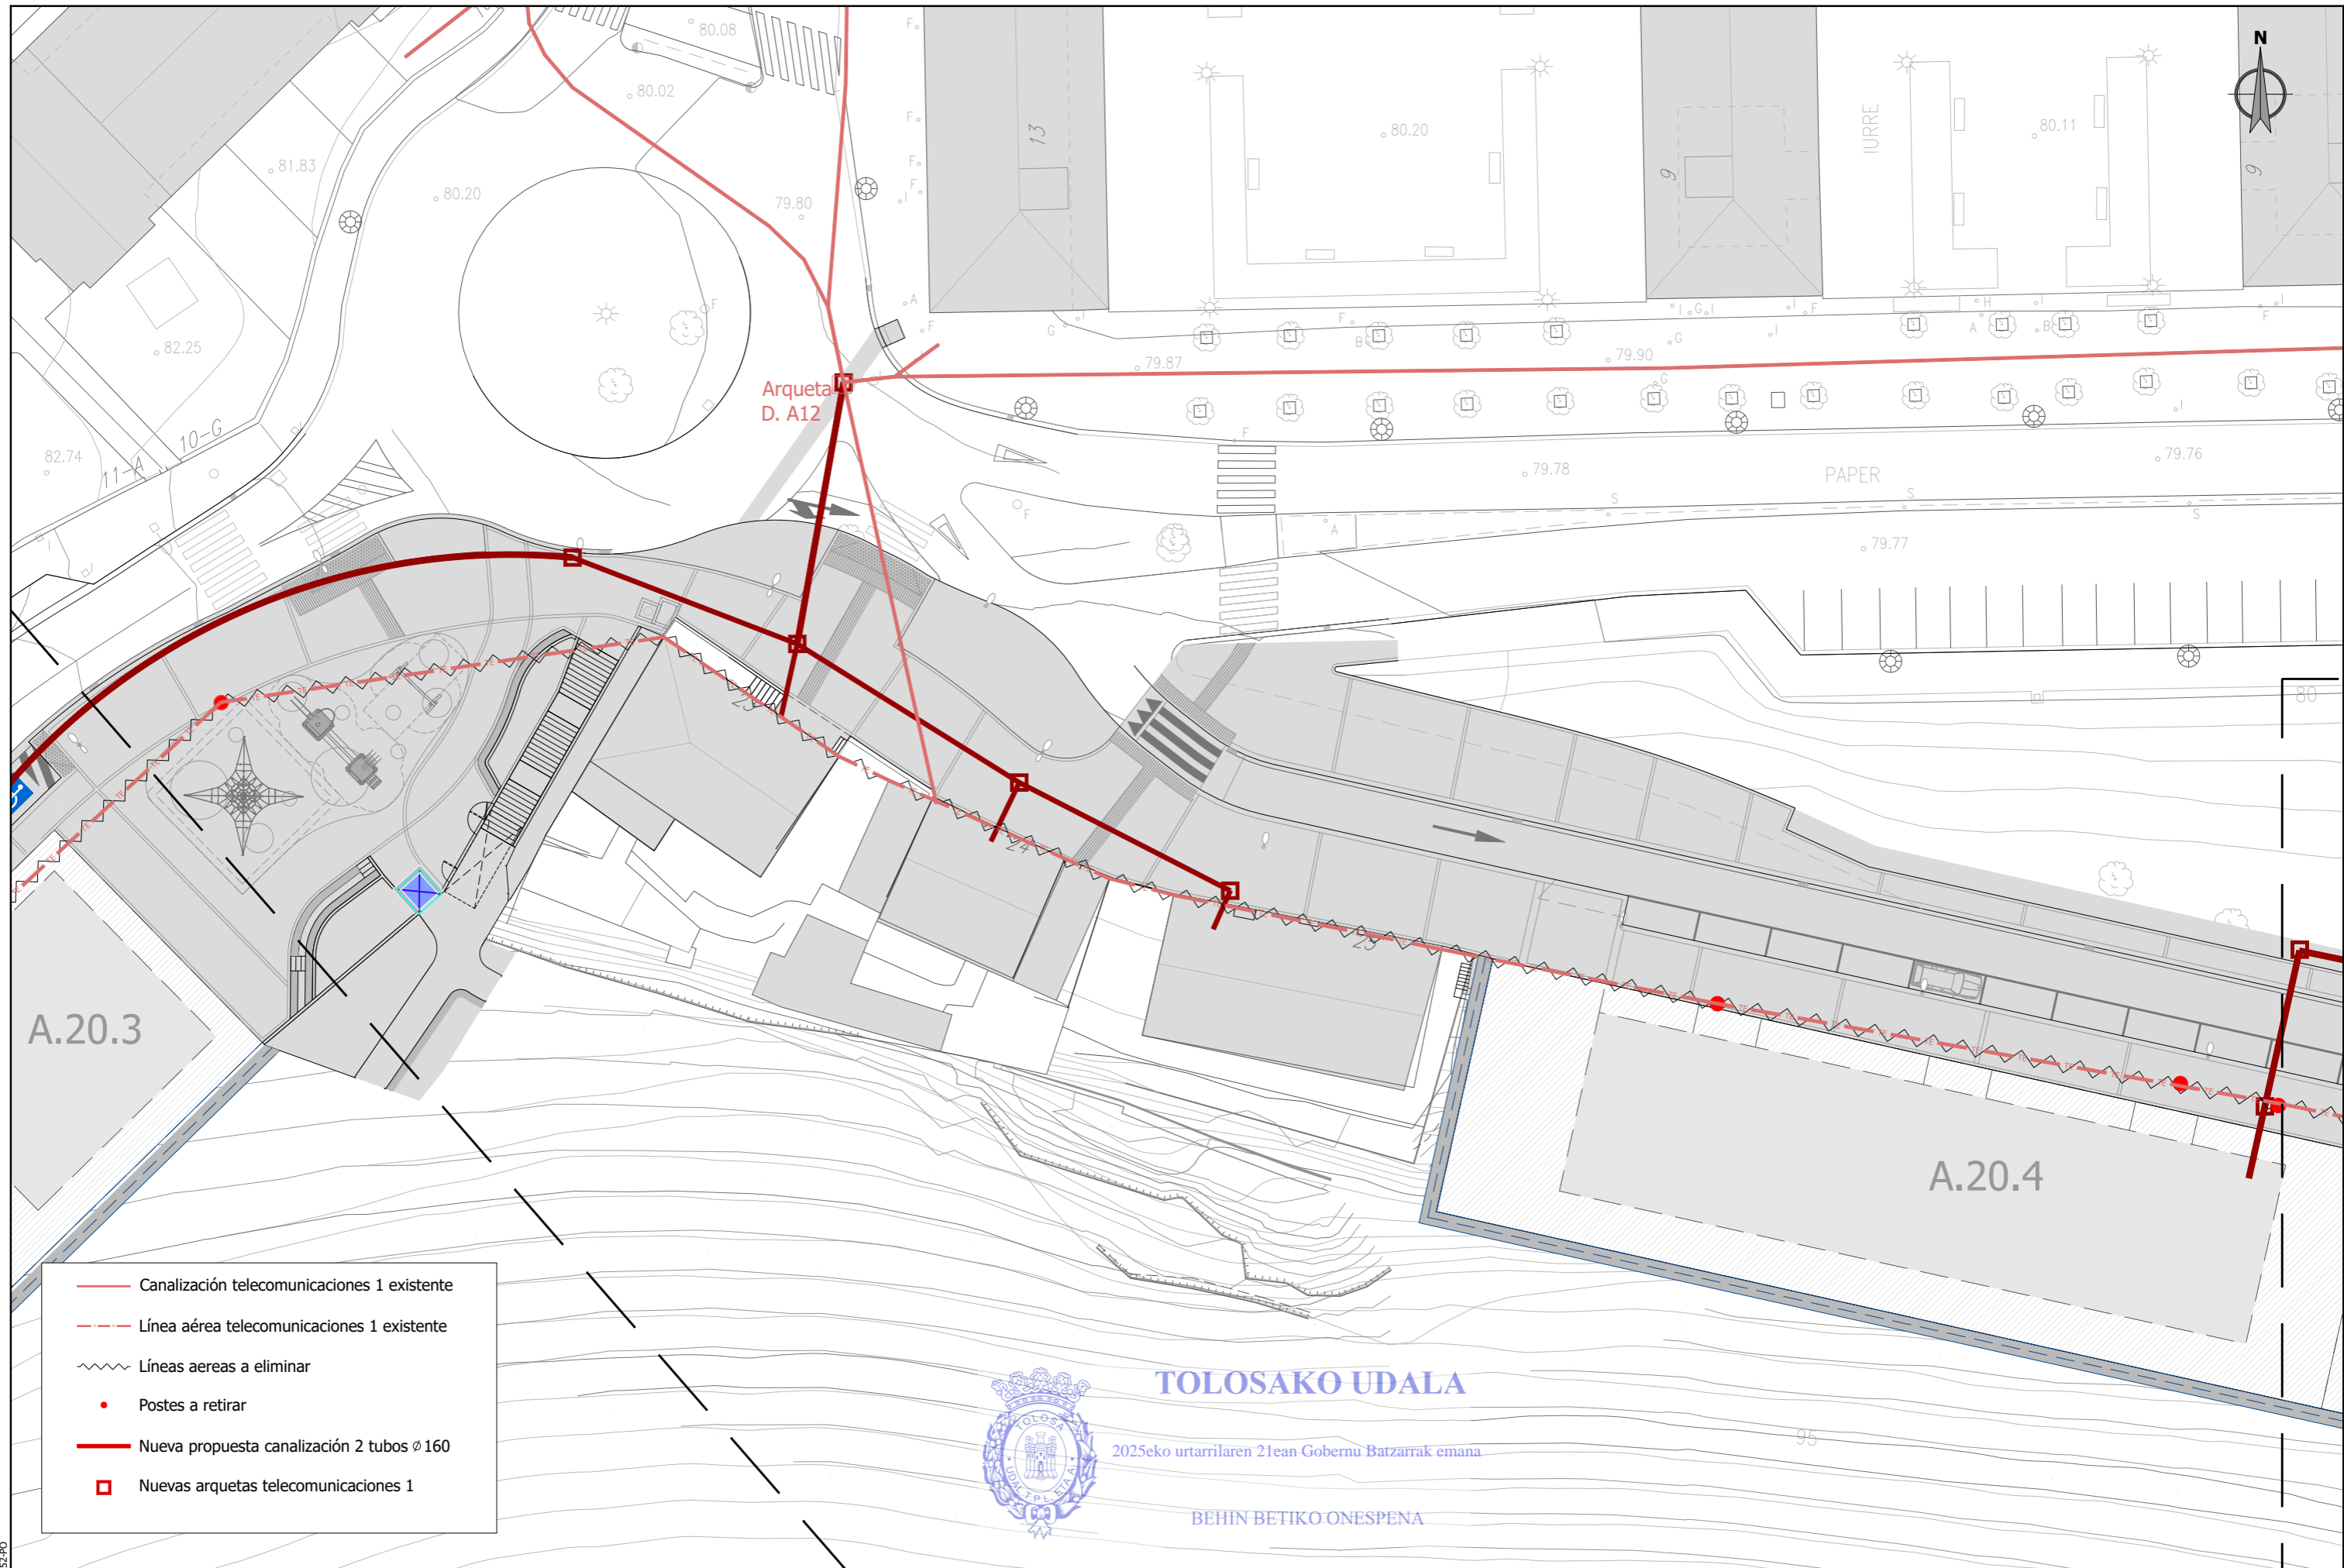 80.08
N
80.02
13
80.20
IURRE
80.11
81.83
9
9
80.20
79.80
82.25
79.87
79.90
Arqueta
D. A12
10-G
11-A
82.74
79.78
PAPER
79.76
79.77
80
23
24
25
A.20.3
A.20.4
95
Canalización telecomunicaciones 1 existente
Línea aérea telecomunicaciones 1 existente
Líneas aereas a eliminar
Postes a retirar
Nueva propuesta canalización 2 tubos ⌀160
Nuevas arquetas telecomunicaciones 1
TOLOSAKO UDALA
2025eko urtarrilaren 21ean Gobernu Batzarrak emana
BEHIN BETIKO ONESPENA